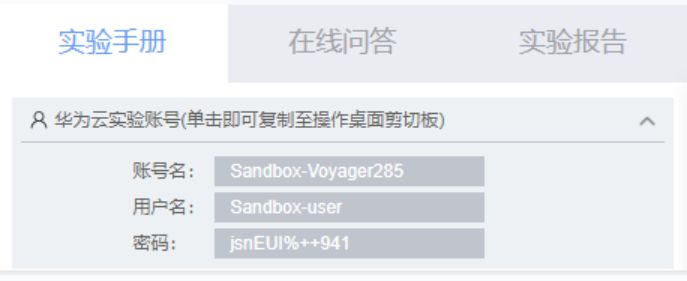 实验手册 在线问答 实验报告
华为云实验账号(单击即可复制至操作桌面剪切板)
账号名： Sandbox-Voyager285
用户名： Sandbox-user
密码： jsnEUI%++941